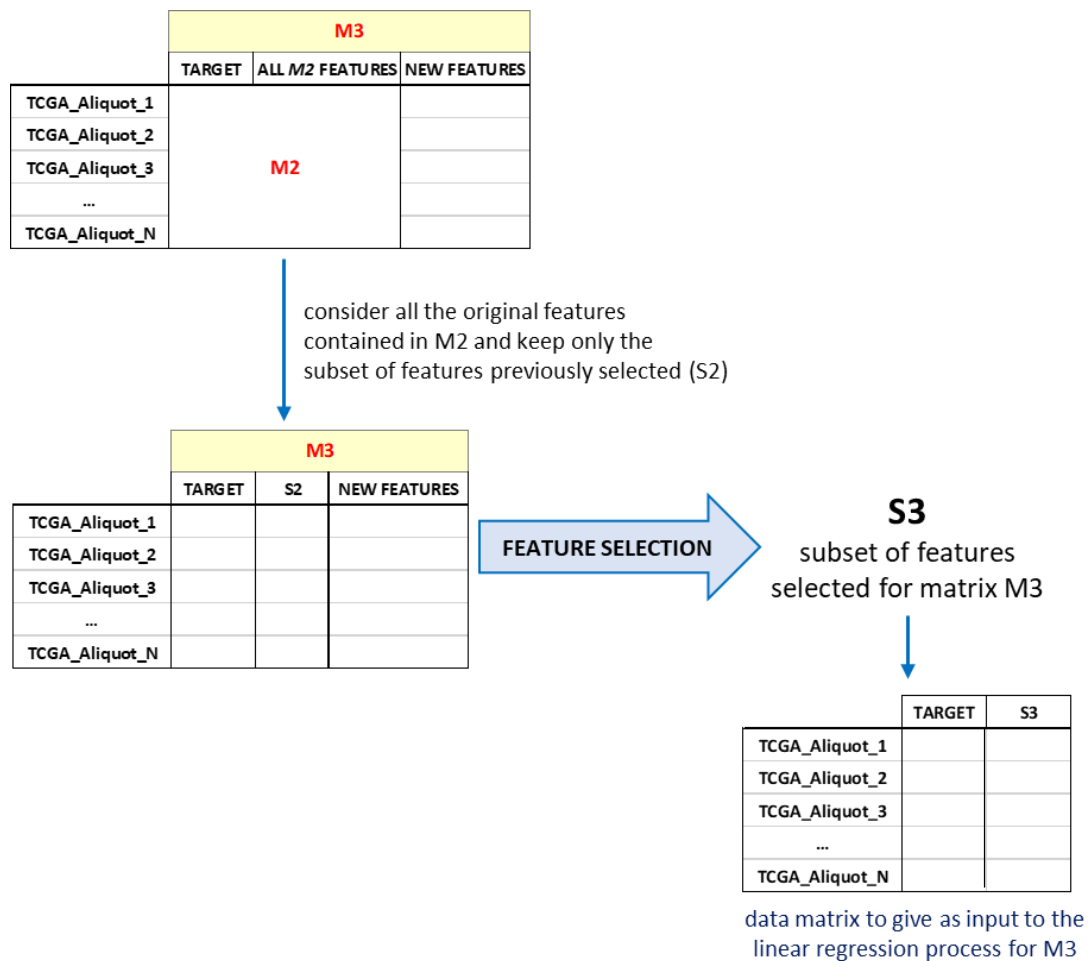 M3
TARGET ALL M2 FEATURES NEW FEATURES
TCGA_Aliquot_1
TCGA_Aliquot_2
TCGA_Aliquot_3
M2
...
TCGA_Aliquot_N
consider all the original features
contained in M2 and keep only the
subset of features previously selected (S2)
M3
TARGET S2 NEW FEATURES
TCGA_Aliquot_1
TCGA_Aliquot_2
TCGA_Aliquot_3
...
TCGA_Aliquot_N
FEATURE SELECTION
S3
subset of features
selected for matrix M3
TARGET S3
TCGA_Aliquot_1
TCGA_Aliquot_2
TCGA_Aliquot_3
...
TCGA_Aliquot_N
data matrix to give as input to the
linear regression process for M3